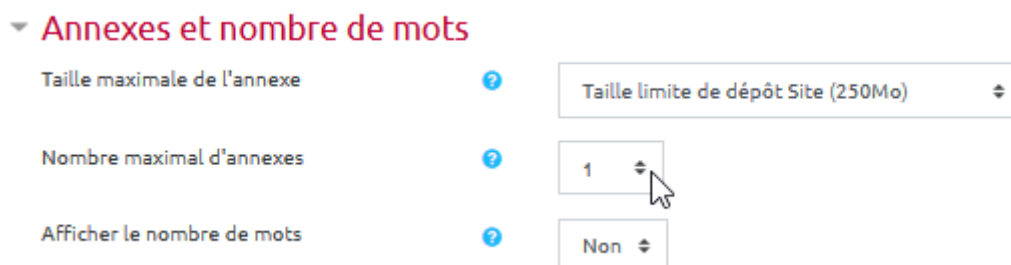 Annexes et nombre de mots
Taille maximale de l'annexe
Taille limite de dépôt Site (250Mo)
Nombre maximal d'annexes
1
Afficher le nombre de mots
Non